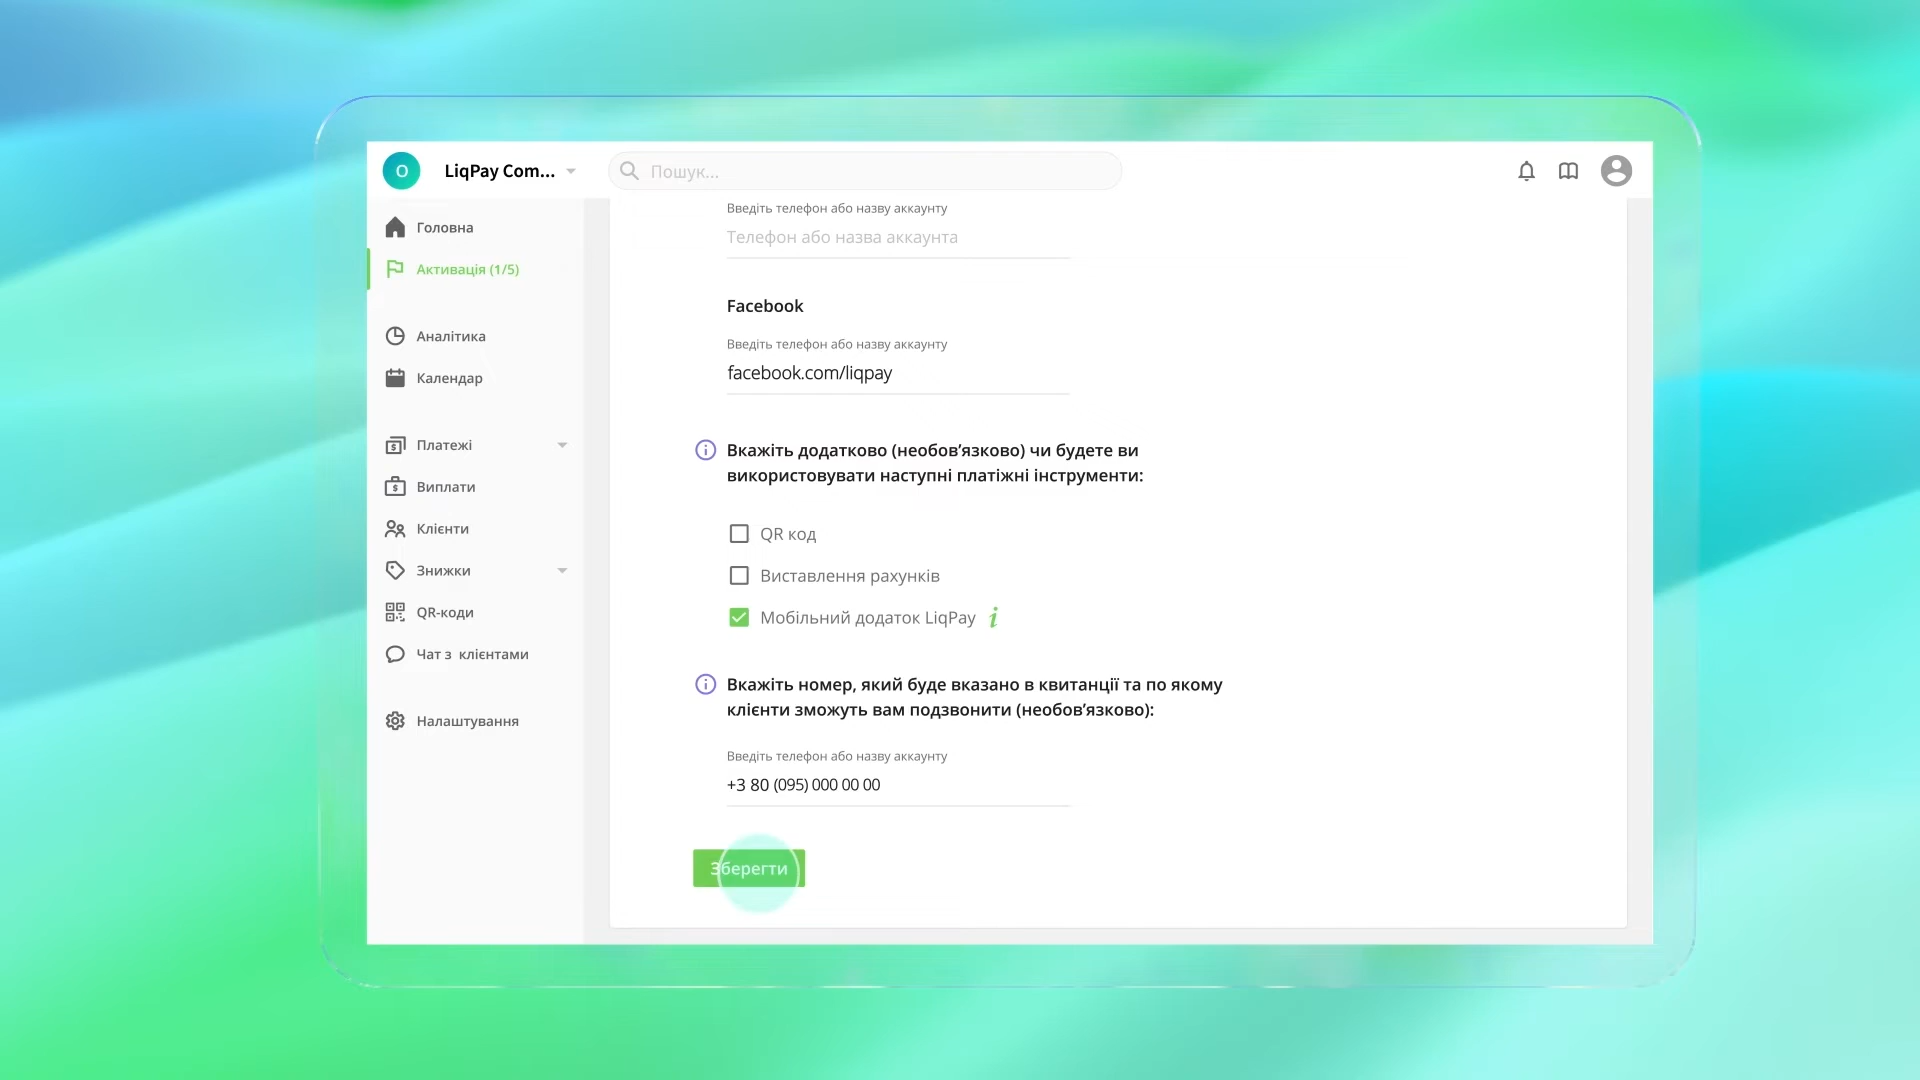 O
LiqPay Com...
Пошук...
Головна
Активація (1/5)
Аналітика
Календар
Платежі
Виплати
Клієнти
Знижки
QR-коди
Чат з клієнтами
Налаштування
Введіть телефон або назву аккаунту
Телефон або назва аккаунта
Facebook
Введіть телефон або назву аккаунту
facebook.com/liqpay
Вкажіть додатково (необов’язково) чи будете ви
використовувати наступні платіжні інструменти:
QR код
Виставлення рахунків
Мобільний додаток LiqPay i
Вкажіть номер, який буде вказано в квитанції та по якому
клієнти зможуть вам подзвонити (необов’язково):
Введіть телефон або назву аккаунту
+3 80 (095) 000 00 00
Зберегти